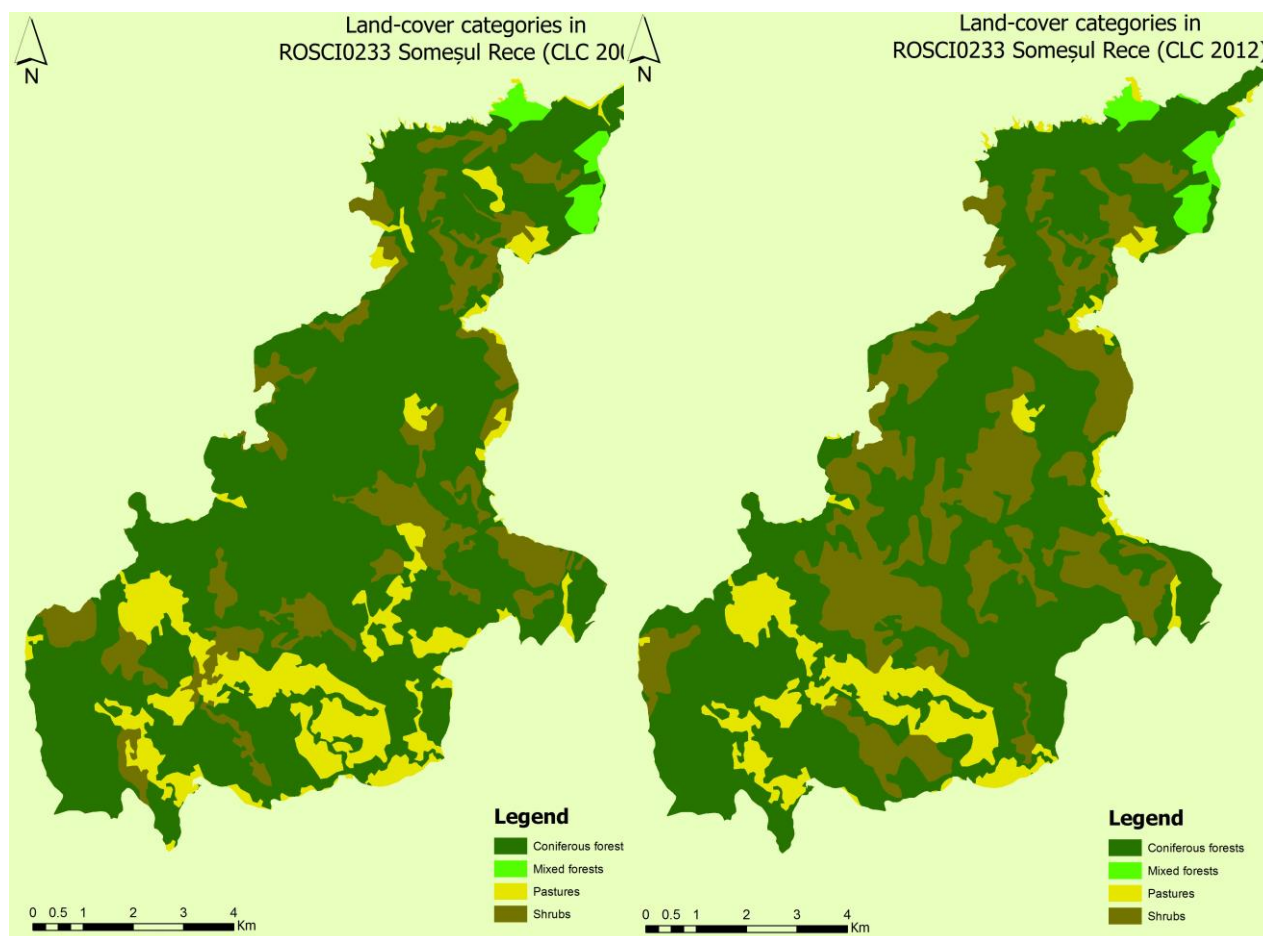 Land-cover categories in
ROSCI0233 Someșul Rece (CLC 200
N
Legend
Coniferous forest
Mixed forests
Pastures
Shrubs
0 0.5 1 2 3 4
Km
Land-cover categories in
ROSCI0233 Someșul Rece (CLC 2012)
N
Legend
Coniferous forests
Mixed forests
Pastures
Shrubs
0 0.5 1 2 3 4
Km